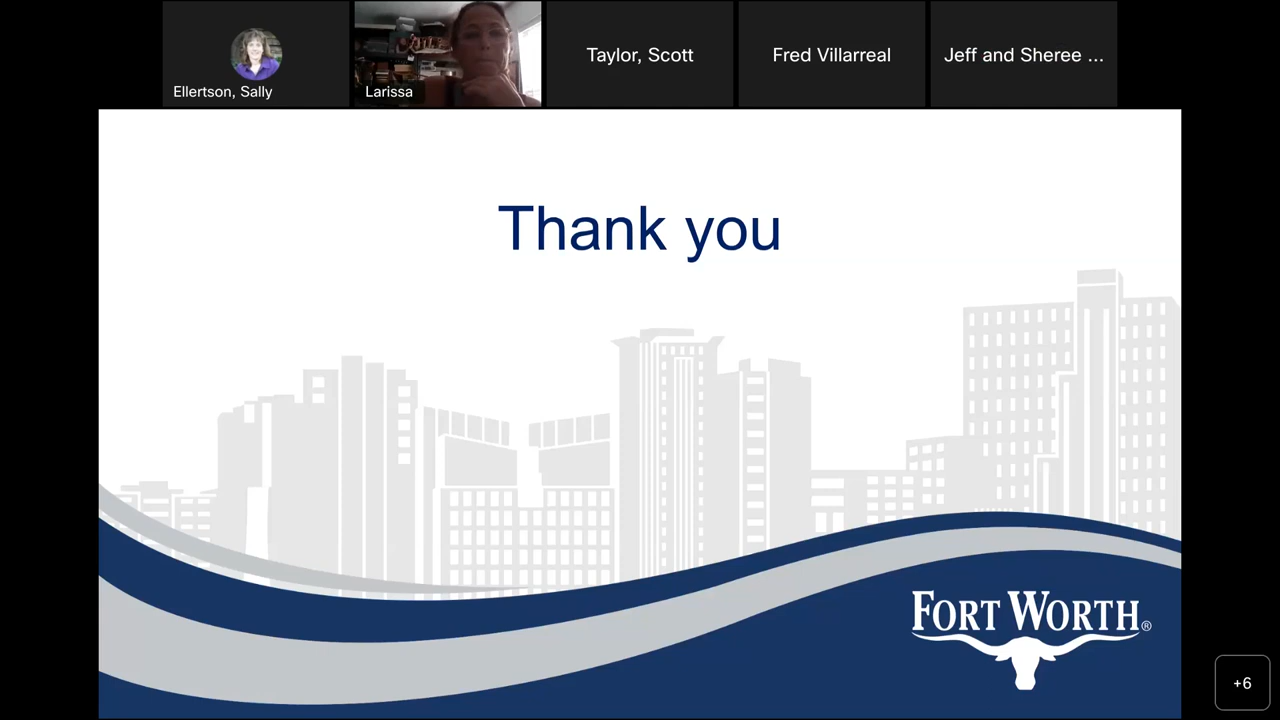 Ellertson, Sally
Larissa
Taylor, Scott
Fred Villarreal
Jeff and Sheree ...
Thank you
FORT WORTH®
+6